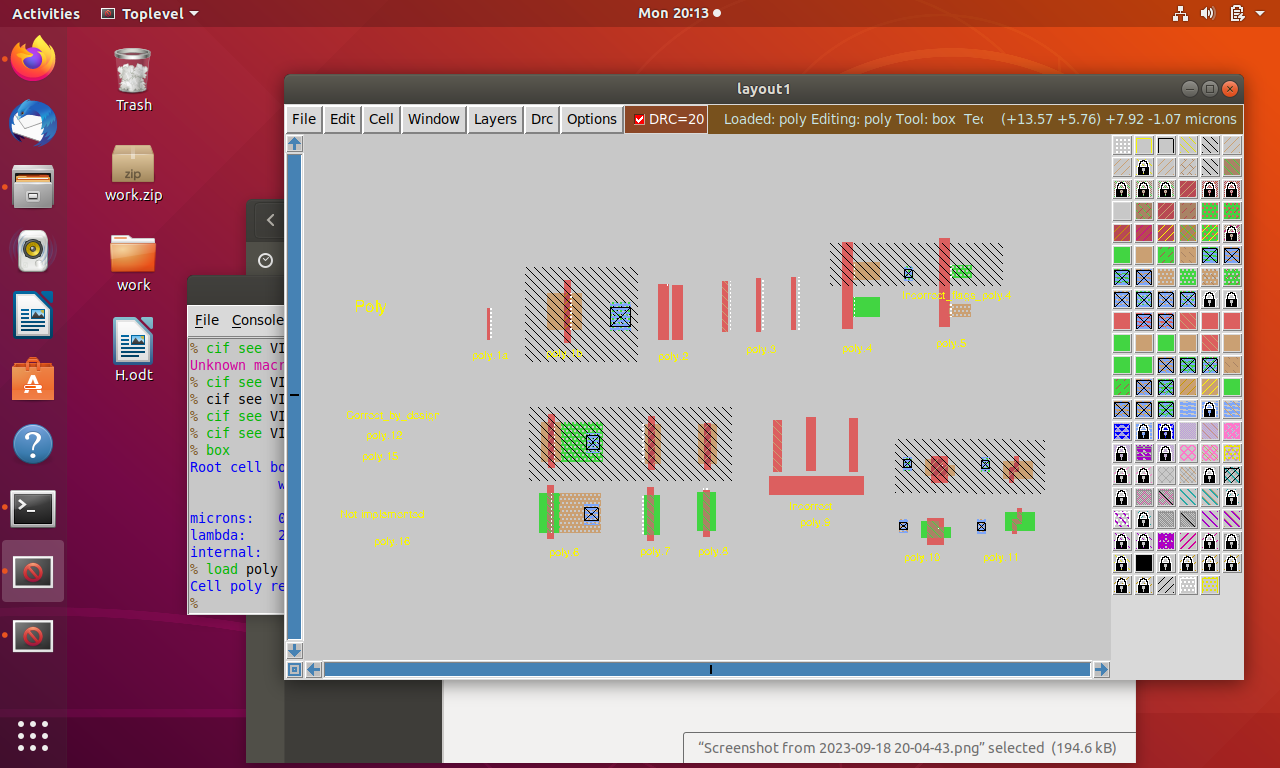 Activities
Toplevel
Mon 20:13
Trash
work.zip
zip
work
H.odt
layout1
File Edit Cell Window Layers Drc Options DRC=20 Loaded: poly Editing: poly Tool: box Tec (+13.57 +5.76) +7.92 -1.07 microns
File Console
% cif see VI
Unknown macr
% cif see VI
% cif see VI
% cif see VI
% cif see VI
% box
Root cell bo
w
microns: 0
lambda: 2
internal:
% load poly
Cell poly re
%
Poly
poly.1a
poly.2
poly.3
poly.4
Incorrect_illuga_poly.4
poly.5
Correct_by_design
poly.12
poly.15
Not implemented
poly.16
poly.6
poly.7
poly.8
Incorrect
poly.9
poly.10
poly.11
“Screenshot from 2023-09-18 20-04-43.png” selected (194.6 kB)